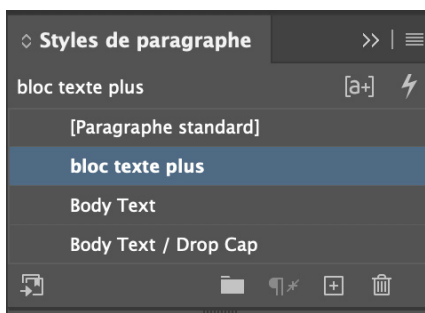 Styles de paragraphe
bloc texte plus [a+]
[Paragraphe standard]
bloc texte plus
Body Text
Body Text / Drop Cap